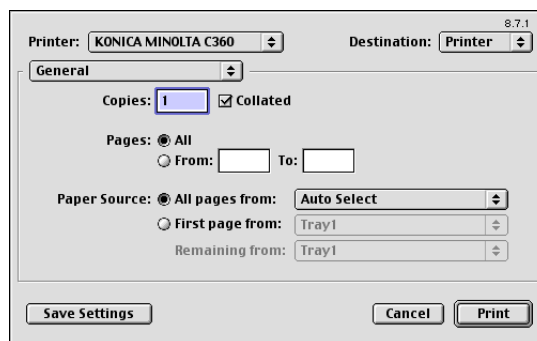 8.7.1
Printer: KONICA MINOLTA C360 Destination: Printer
General
Copies: 1 Collated
Pages: All
From: To:
Paper Source: All pages from: Auto Select
First page from: Tray1
Remaining from: Tray1
Save Settings Cancel Print